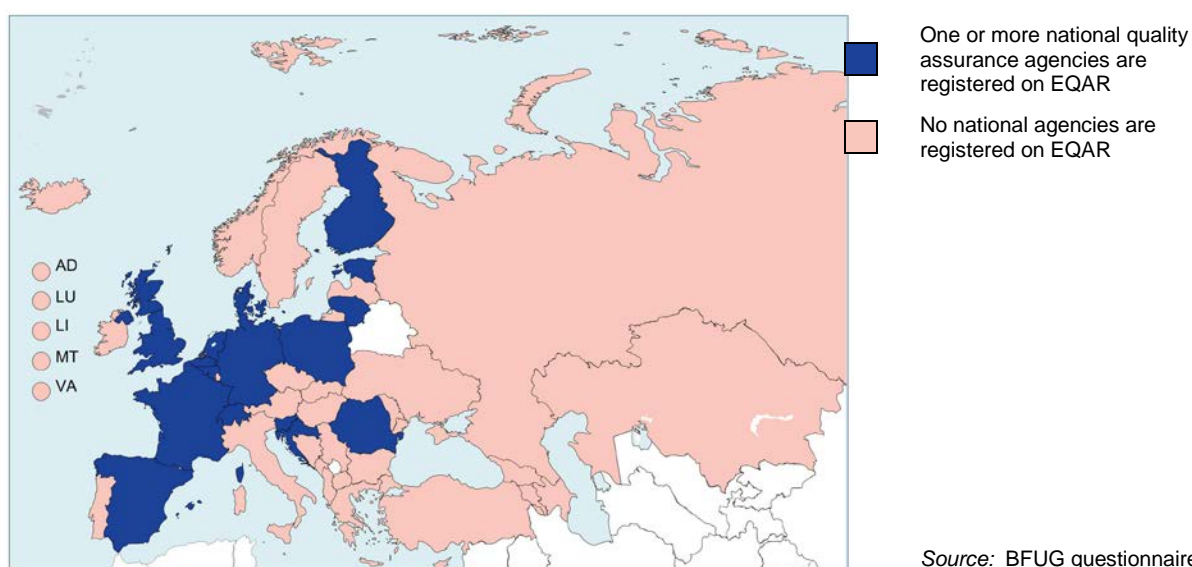 One or more national quality
assurance agencies are
registered on EQAR
No national agencies are
registered on EQAR
AD
LU
LI
MT
VA
Source: BFUG questionnaire